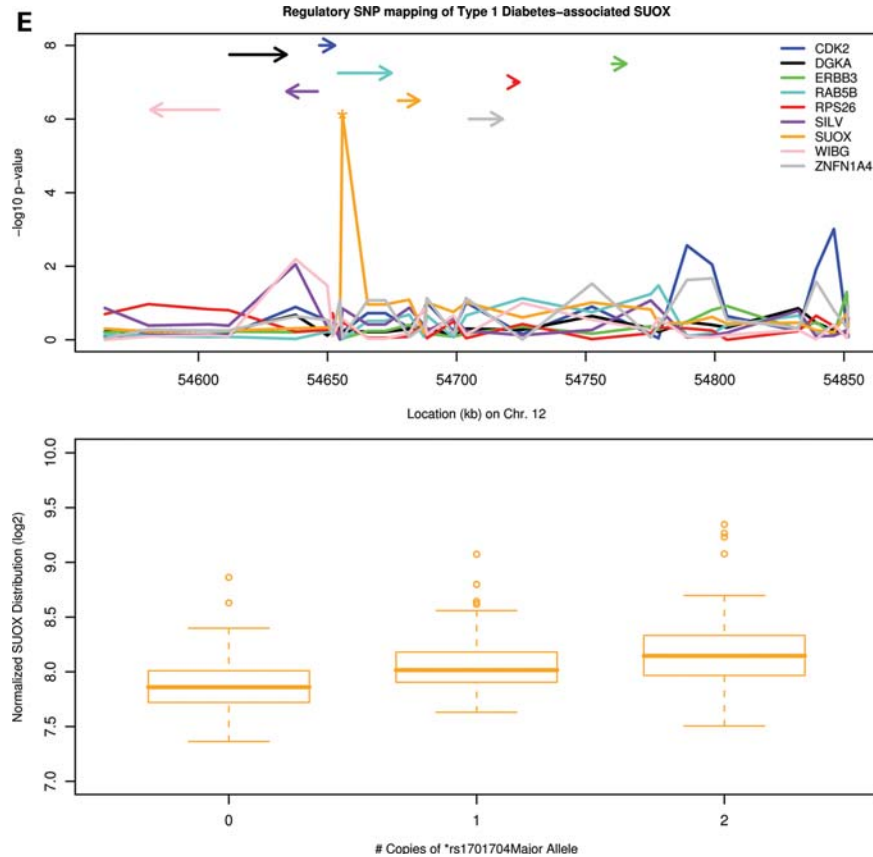 E
Regulatory SNP mapping of Type 1 Diabetes−associated SUOX
8
6
4
2
0
−log10 p−value
CDK2
DGKA
ERBB3
RAB5B
RPS26
SILV
SUOX
WIBG
ZNFN1A4
*
54600 54650 54700 54750 54800 54850
Location (kb) on Chr. 12
10.0
9.5
9.0
8.5
8.0
7.5
7.0
Normalized SUOX Distribution (log2)
0 1 2
# Copies of *rs1701704Major Allele